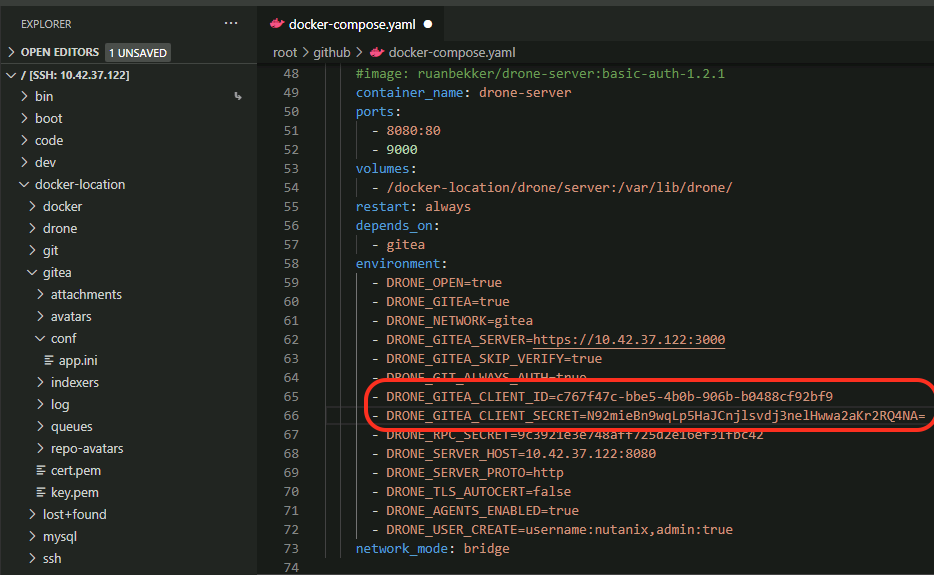 EXPLORER
...
OPEN EDITORS 1 UNSAVED
/ [SSH: 10.42.37.122]
bin
boot
code
dev
docker-location
docker
drone
git
gitea
attachments
avatars
conf
app.ini
indexers
log
queues
repo-avatars
cert.pem
key.pem
lost+found
mysql
ssh
docker-compose.yaml
root > github > docker-compose.yaml
48 #image: ruanbekker/drone-server:basic-auth-1.2.1
49 container_name: drone-server
50 ports:
51 - 8080:80
52 - 9000
53 volumes:
54 - /docker-location/drone/server:/var/lib/drone/
55 restart: always
56 depends_on:
57 - gitea
58 environment:
59 - DRONE_OPEN=true
60 - DRONE_GITEA=true
61 - DRONE_NETWORK=gitea
62 - DRONE_GITEA_SERVER=https://10.42.37.122:3000
63 - DRONE_GITEA_SKIP_VERIFY=true
64 - DRONE_GIT_ALWAYS_AUTH=true
65 - DRONE_GITEA_CLIENT_ID=c767f47c-bbe5-4b0b-906b-b0488cf92bf9
66 - DRONE_GITEA_CLIENT_SECRET=N92mieBn9wqLp5HaJCnjlsvdj3nelHwwa2aKr2RQ4NA=
67 - DRONE_RPC_SECRET=9c3921e3e748aff725d2e16ef31fbc42
68 - DRONE_SERVER_HOST=10.42.37.122:8080
69 - DRONE_SERVER_PROTO=http
70 - DRONE_TLS_AUTOCERT=false
71 - DRONE_AGENTS_ENABLED=true
72 - DRONE_USER_CREATE=username:nutanix,admin:true
73 network_mode: bridge
74